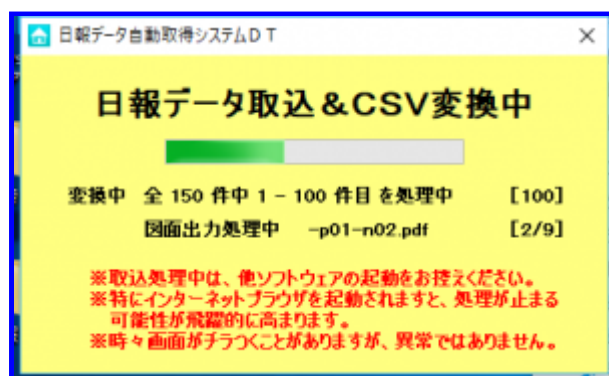 日報データ自動取得システムDT
日報データ取込&CSV変換中
変換中 全 150 件中 1 - 100 件目 を処理中 [100]
図面出力処理中 -p01-n02.pdf [2/9]
※取込処理中は、他ソフトウェアの起動をお控えください。
※特にインターネットブラウザを起動されますと、処理が止まる
可能性が飛躍的に高まります。
※時々画面がチラつくことがありますが、異常ではありません。